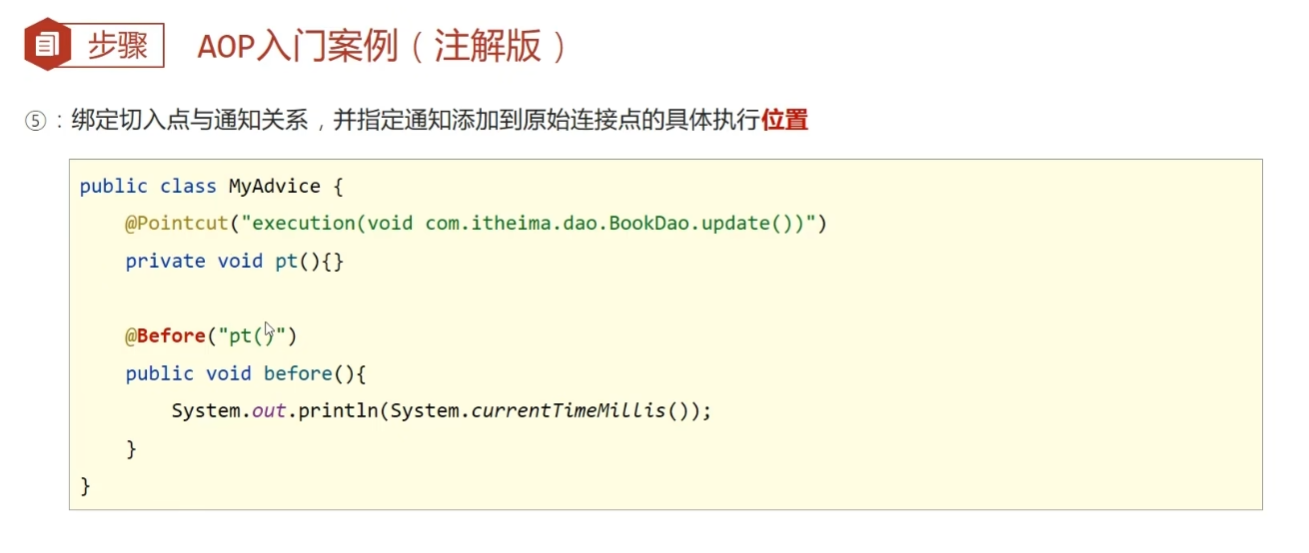 步骤 AOP入门案例（注解版）
⑤：绑定切入点与通知关系，并指定通知添加到原始连接点的具体执行位置
public class MyAdvice {
@Pointcut("execution(void com.itheima.dao.BookDao.update())")
private void pt(){}
@Before("pt()")
public void before(){
System.out.println(System.currentTimeMillis());
}
}